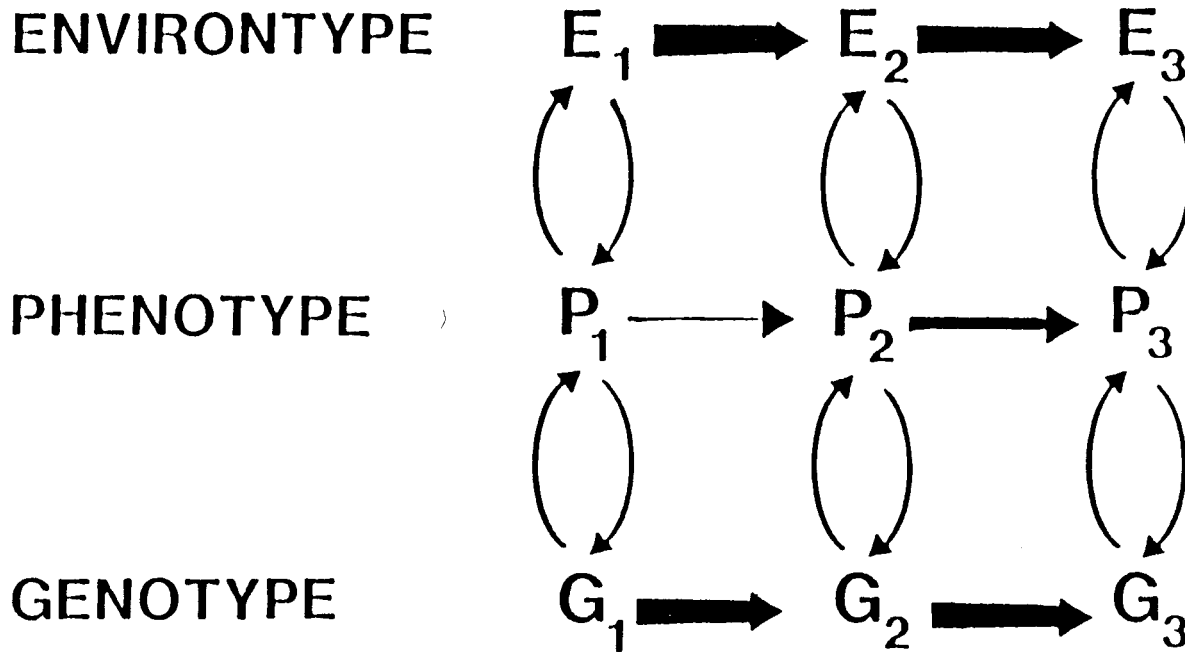 ENVIRONTYPE E₁ E₂ E₃
PHENOTYPE P₁ P₂ P₃
GENOTYPE G₁ G₂ G₃